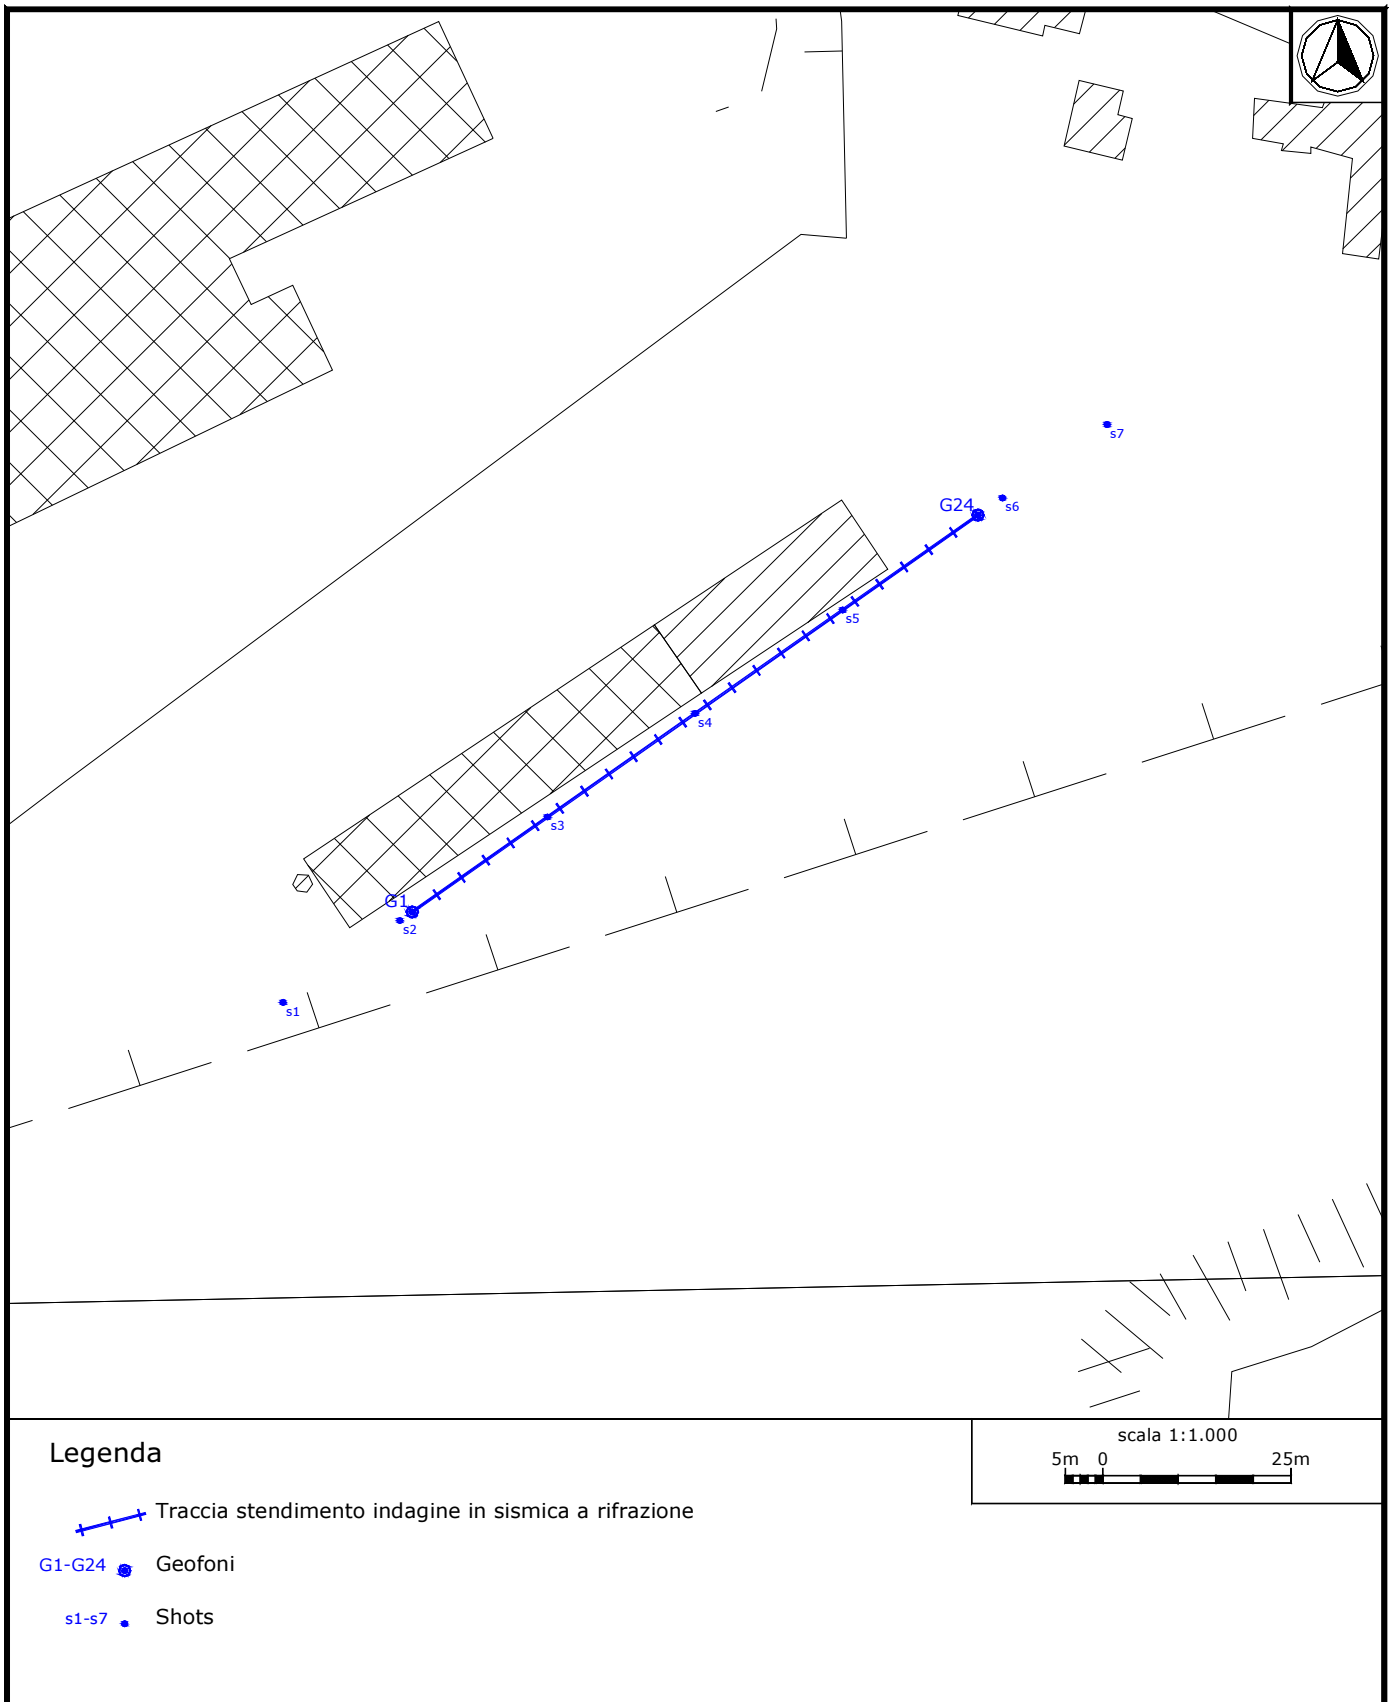 s7
G24
s6
s5
s4
s3
G1
s2
s1
Legenda
scala 1:1.000
5m 0 25m
Traccia stendimento indagine in sismica a rifrazione
G1-G24 Geofoni
s1-s7 Shots